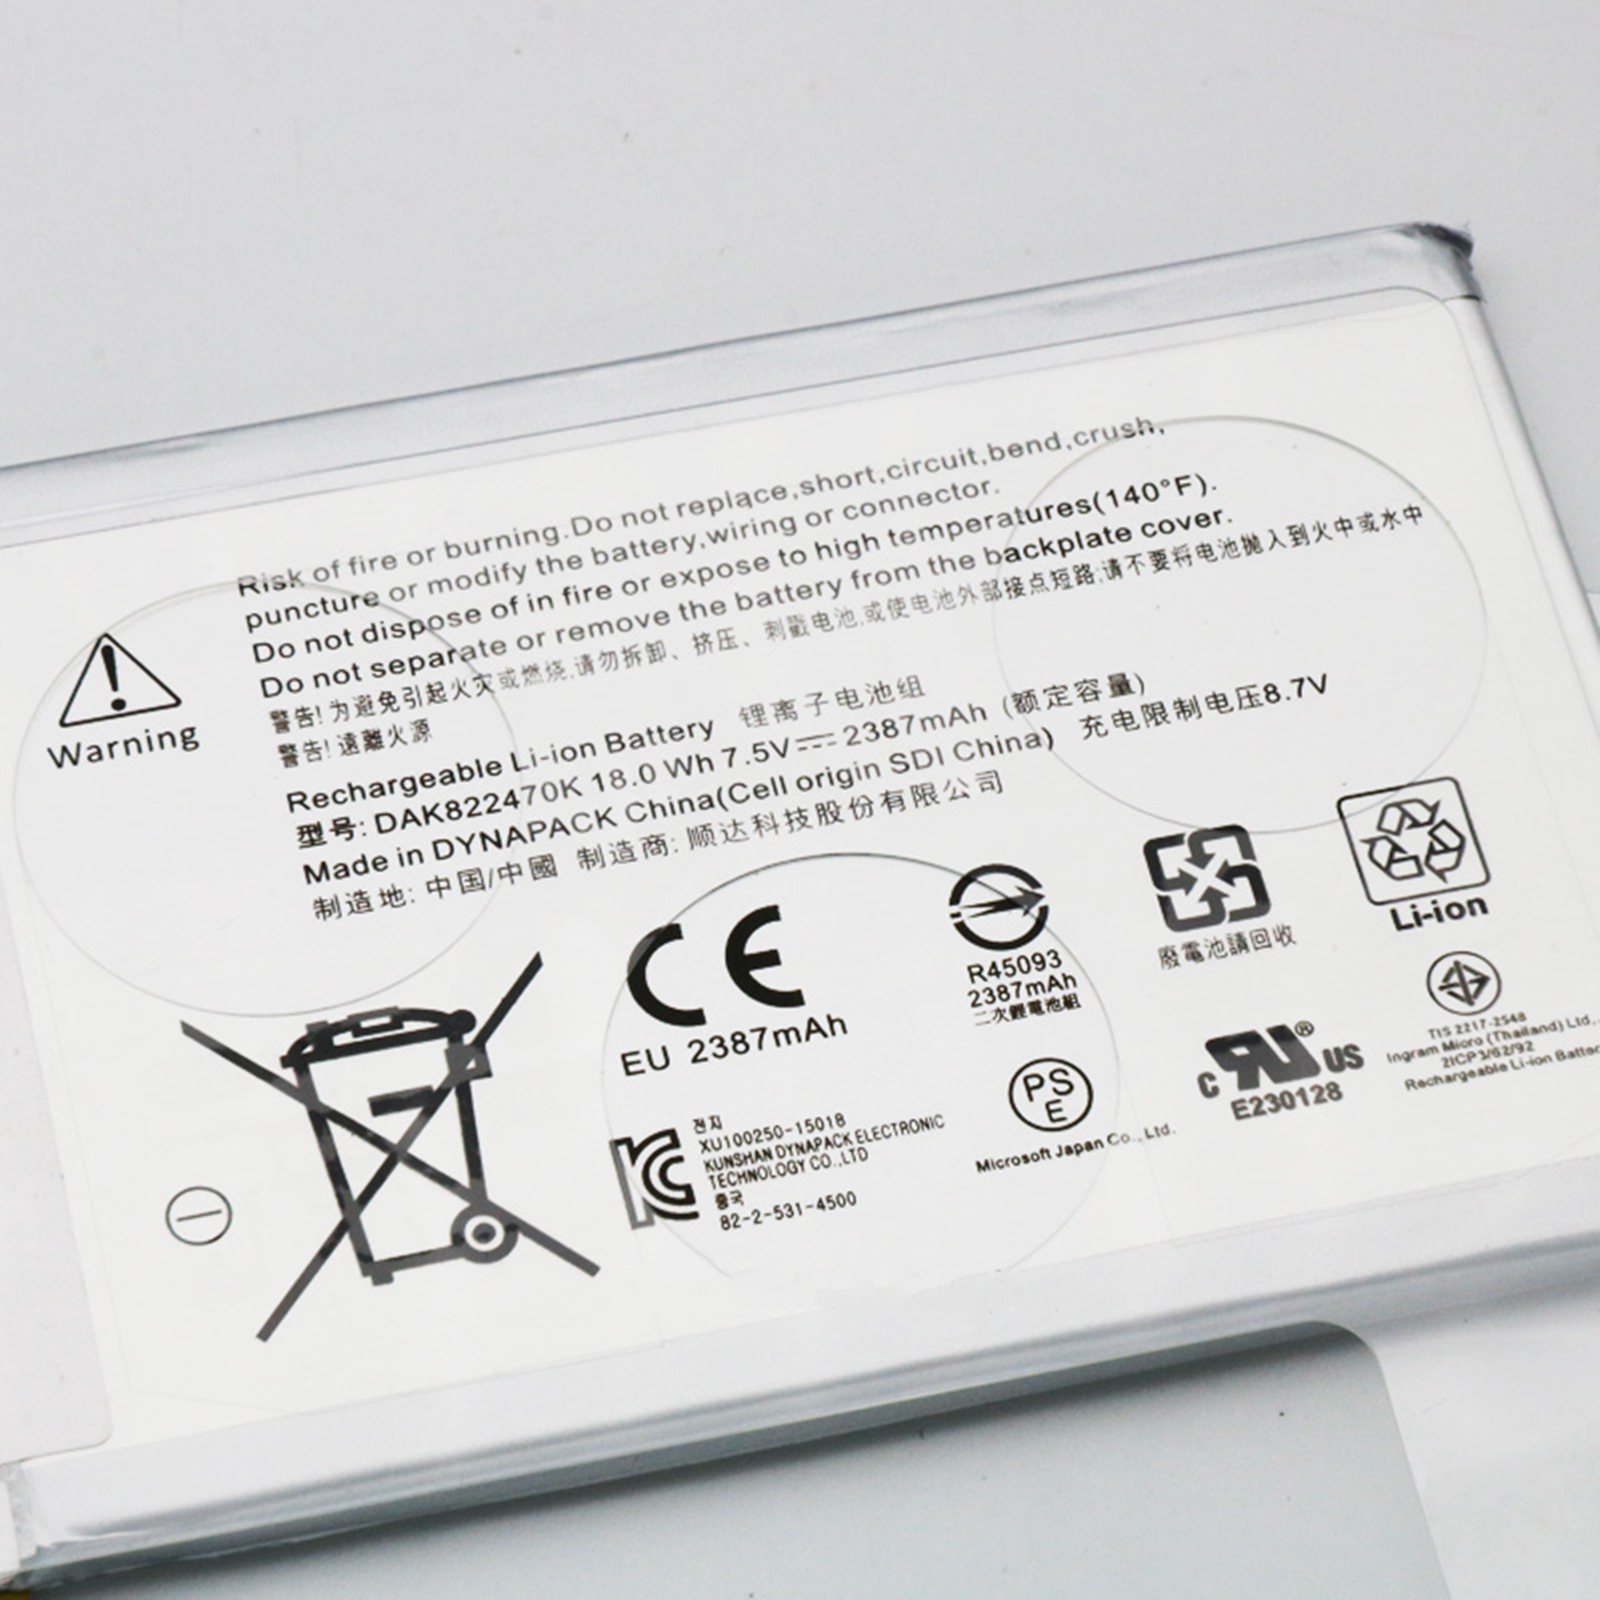 Risk of fire or burning.Do not replace,short,circuit,bend,crush,
puncture or modify the battery,wiring or connector.
Do not dispose of in fire or expose to high temperatures(140°F).
Do not separate or remove the battery from the backplate cover.
警告! 为避免引起火灾或燃烧,请勿拆卸、挤压、刺戳电池,或使电池外部接点短路,请不要将电池抛入到火中或水中
警告! 遠離火源
Warning
Rechargeable Li-ion Battery 锂离子电池组
型号: DAK822470K 18.0 Wh 7.5V⎓2387mAh (额定容量)
Made in DYNAPACK China(Cell origin SDI China) 充电限制电压8.7V
制造地: 中国/中國 制造商: 顺达科技股份有限公司
CE
EU 2387mAh
R45093
2387mAh
二次鋰電池組
廢電池請回收
Li-ion
전지
XU100250-15018
KUNSHAN DYNAPACK ELECTRONIC
TECHNOLOGY CO.,LTD
중국
82-2-531-4500
PS
E
Microsoft Japan Co., Ltd.
c RU® US
E230128
TIS 2217-2548
Ingram Micro (Thailand) Ltd.
2ICP3/62/92
Rechargeable Li-ion Batter